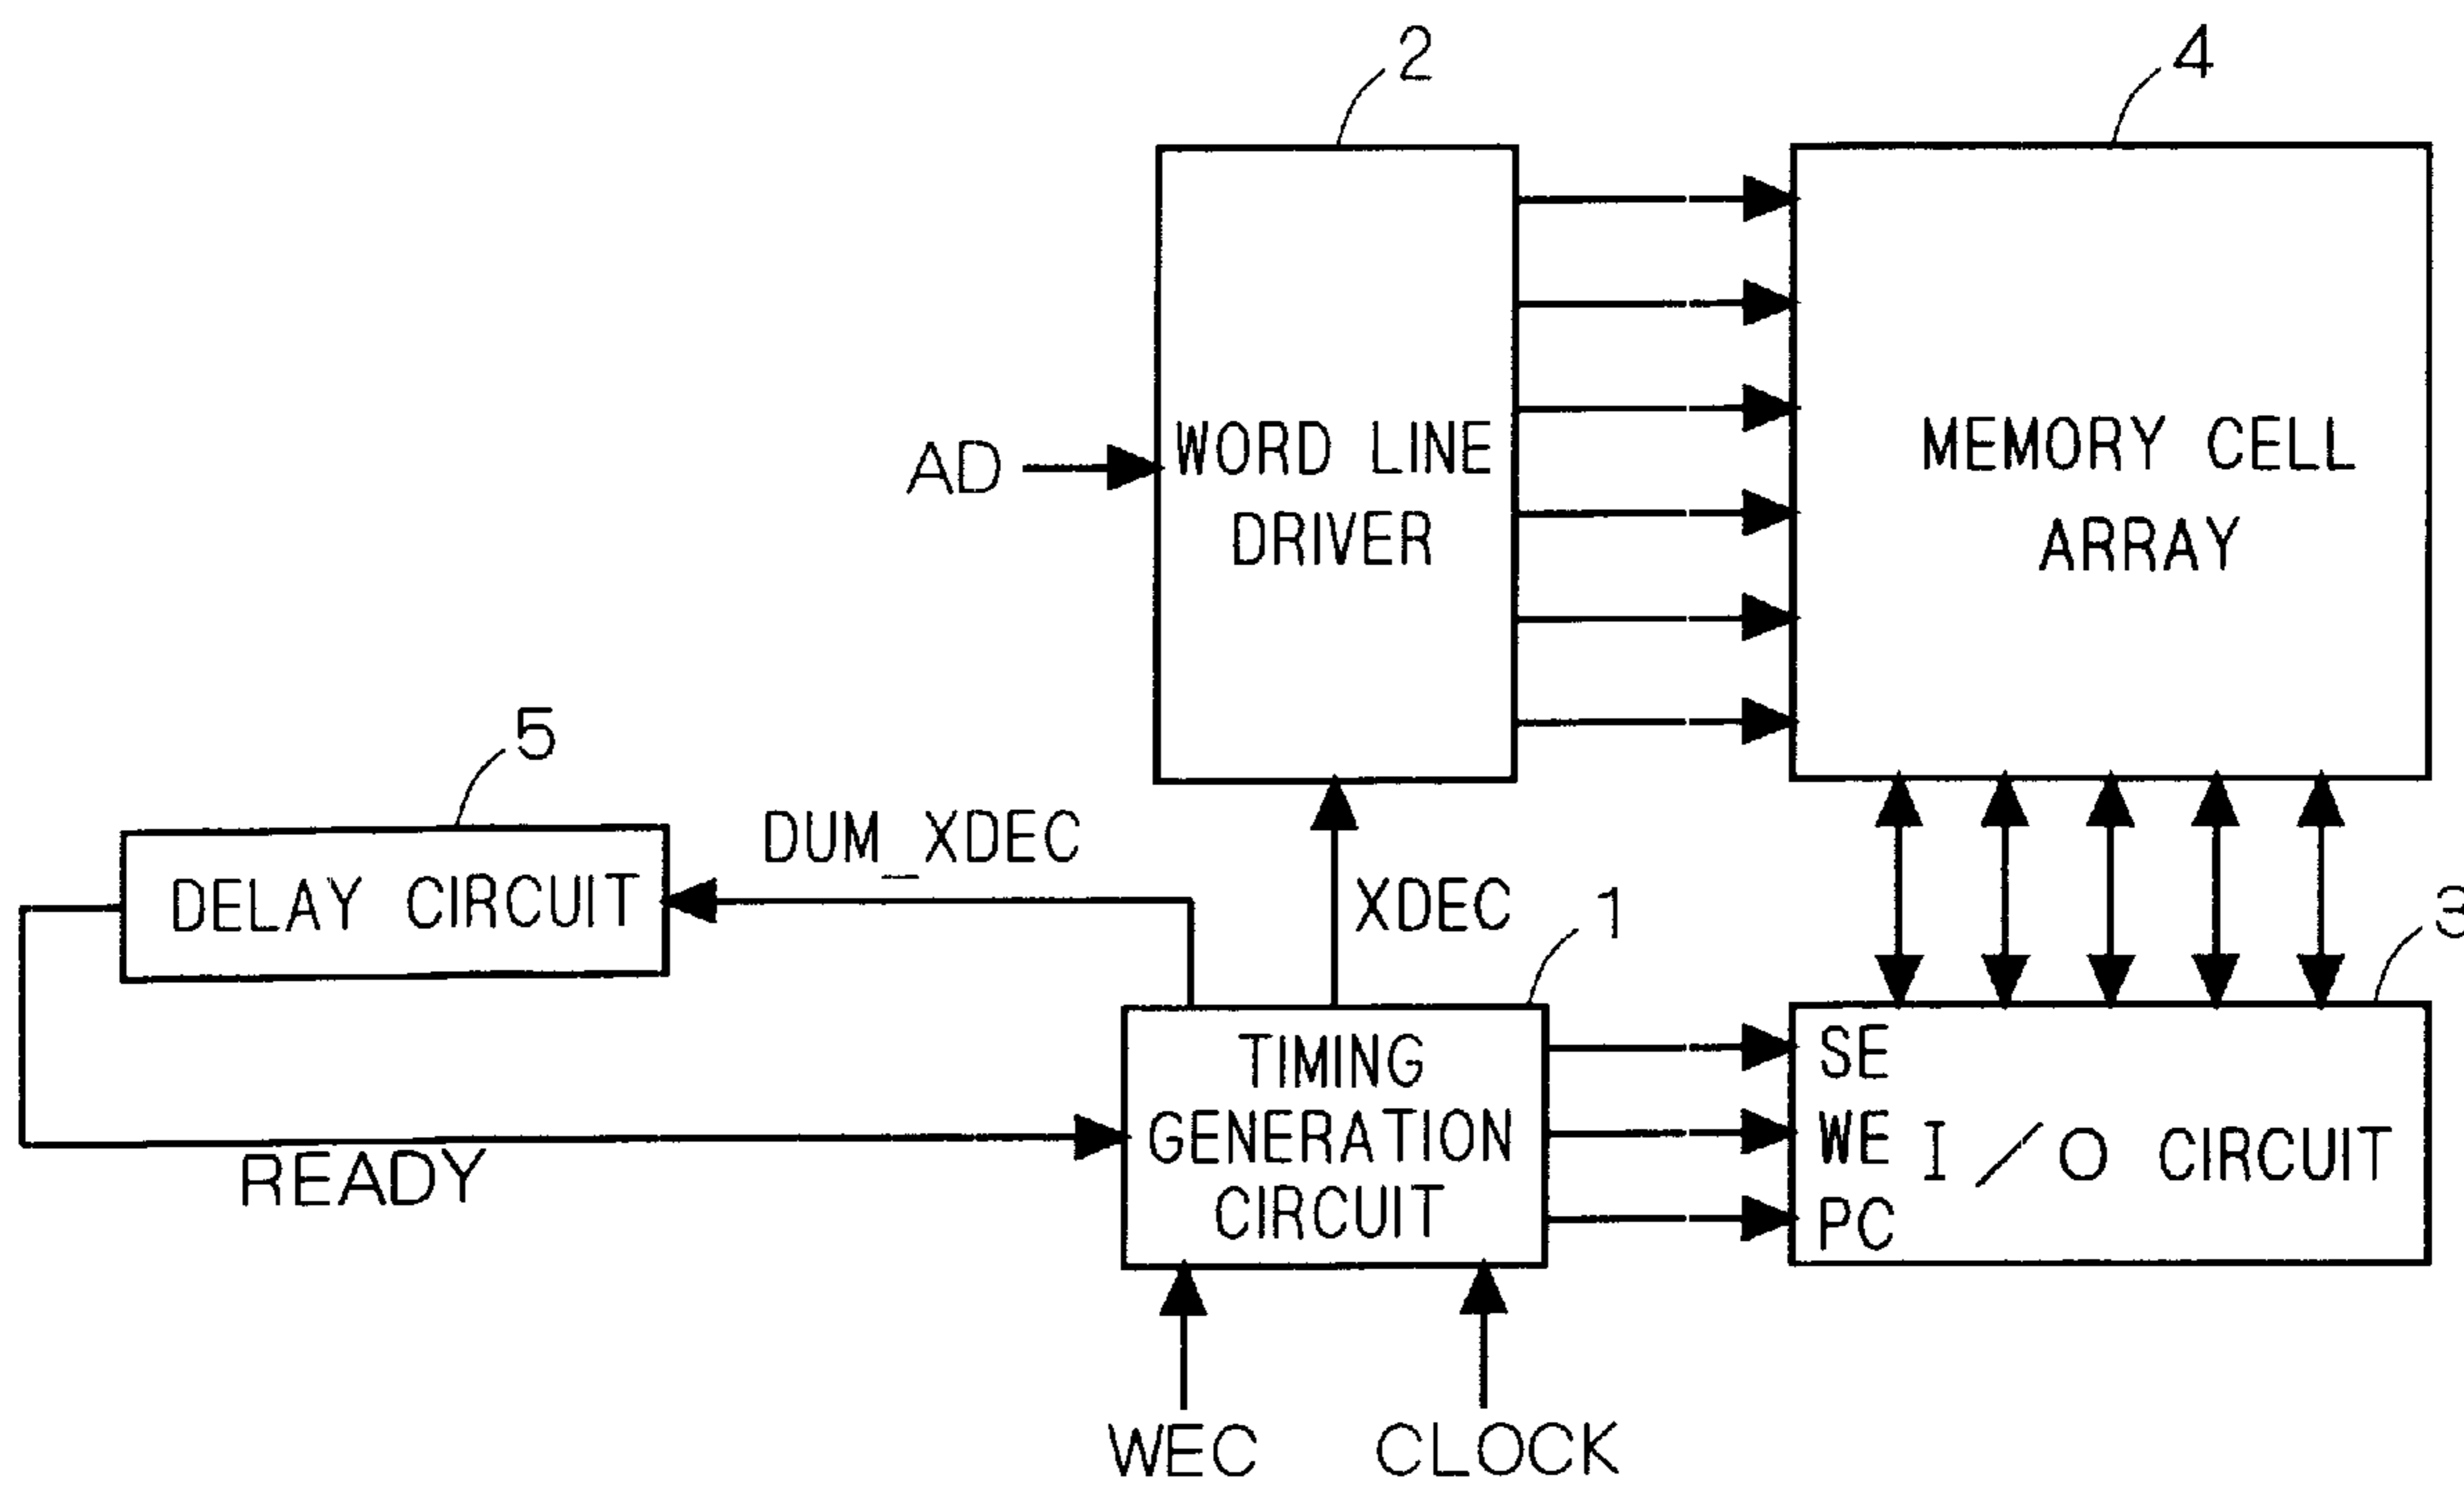 2
4
AD
WORD LINE
DRIVER
MEMORY CELL
ARRAY
5
DUM_XDEC
DELAY CIRCUIT
XDEC
1
3
READY
TIMING
GENERATION
CIRCUIT
SE
WE
I/O CIRCUIT
PC
WEC
CLOCK